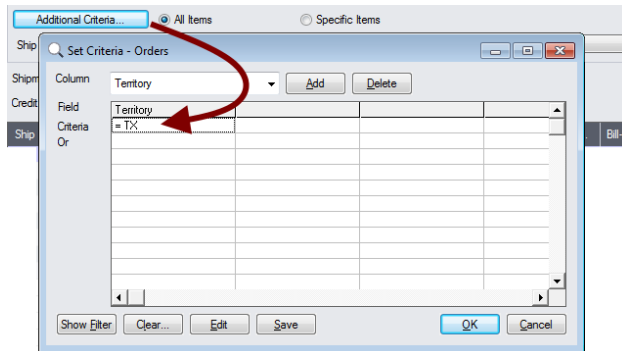 Additional Criteria... All Items Specific Items
Ship
Set Criteria - Orders
Shipm
Column Territory Add Delete
Credit
Field Territory
Criteria = TX
Ship Bill-
Or
Show Filter Clear... Edit Save OK Cancel